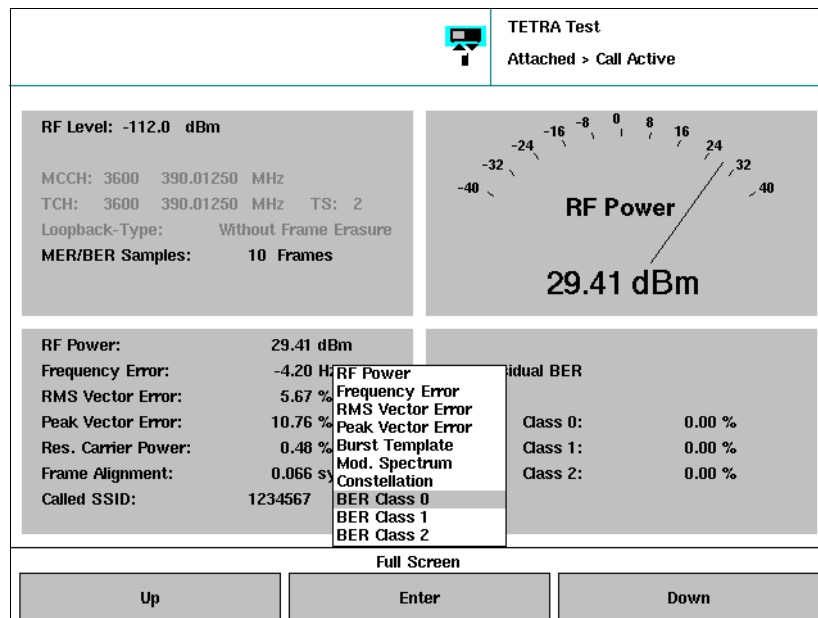 TETRA Test
Attached > Call Active
RF Level: -112.0 dBm
MCCH: 3600 390.01250 MHz
TCH: 3600 390.01250 MHz TS: 2
Loopback-Type: Without Frame Erasure
MER/BER Samples: 10 Frames
-40 -32 -24 -16 -8 0 8 16 24 32 40
RF Power
29.41 dBm
RF Power: 29.41 dBm
Frequency Error: -4.20 H
RMS Vector Error: 5.67 %
Peak Vector Error: 10.76 %
Res. Carrier Power: 0.48 %
Frame Alignment: 0.066 sy
Called SSID: 1234567
RF Power
Frequency Error
RMS Vector Error
Peak Vector Error
Burst Template
Mod. Spectrum
Constellation
BER Class 0
BER Class 1
BER Class 2
sidual BER
Class 0: 0.00 %
Class 1: 0.00 %
Class 2: 0.00 %
Full Screen
Up Enter Down